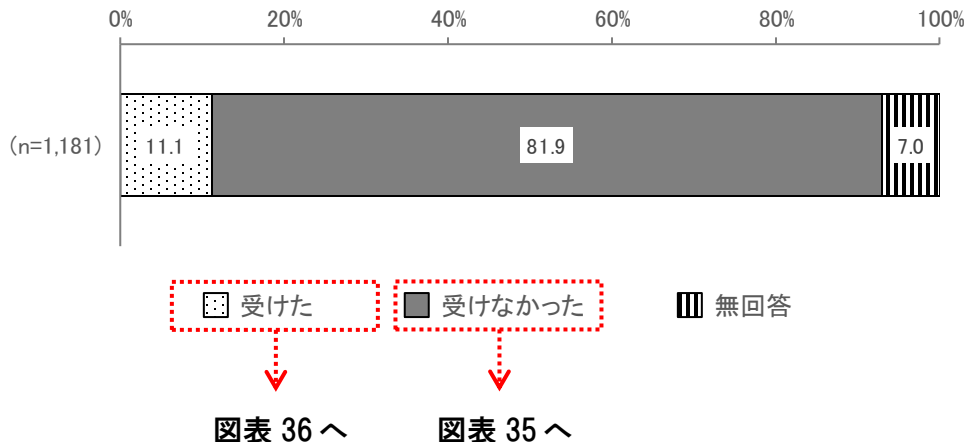 0% 20% 40% 60% 80% 100%
(n=1,181) 11.1 81.9 7.0
受けた 受けなかった 無回答
図表 36 へ 図表 35 へ